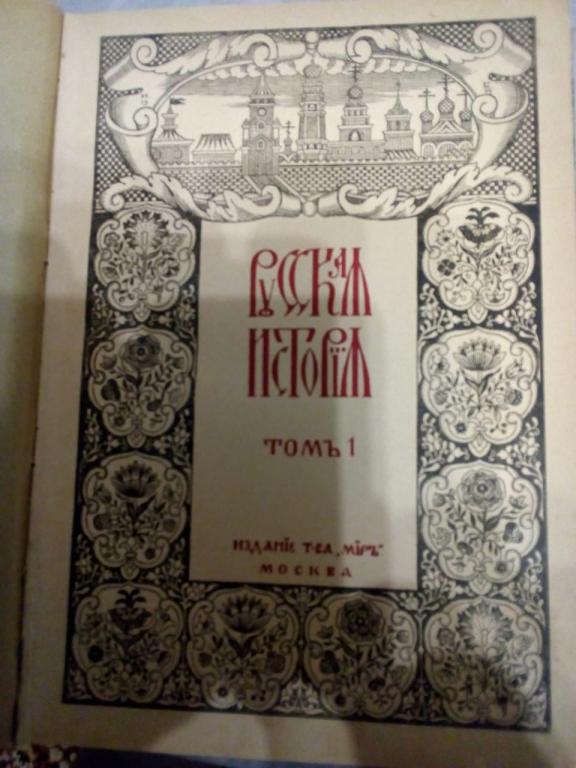 Русская
Исторія
Томъ 1
Изданіе Т-ва „Міръ“
Москва